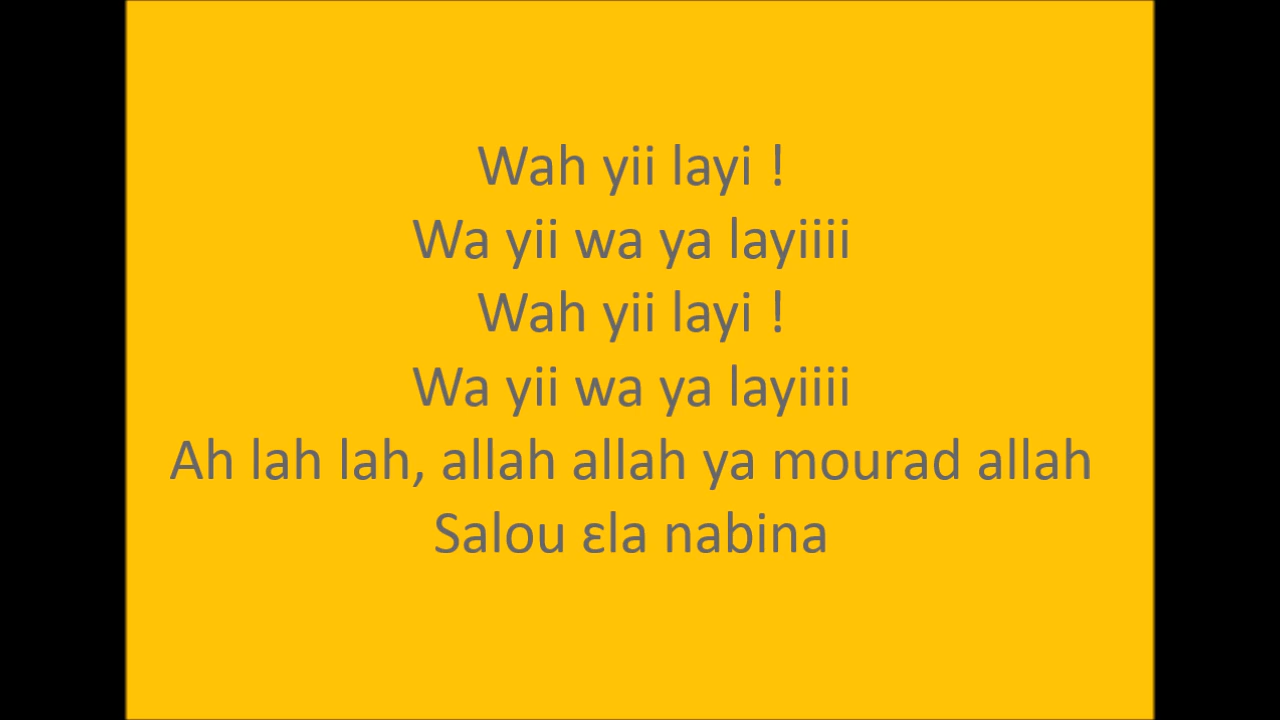 Wah yii layi !
Wa yii wa ya layiiii
Wah yii layi !
Wa yii wa ya layiiii
Ah lah lah, allah allah ya mourad allah
Salou εla nabina